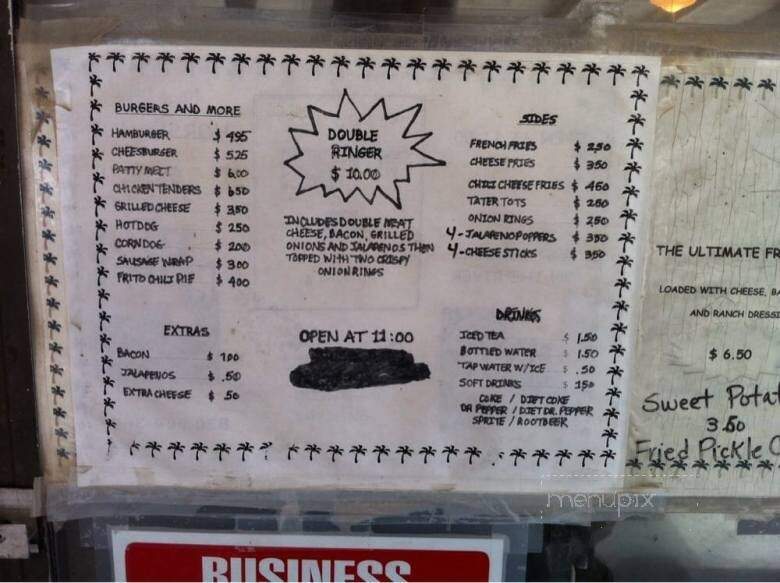 BURGERS AND MORE
HAMBURGER $ 495
CHEESBURGER $ 525
PATTY MELT $ 6.00
CHICKEN TENDERS $ 650
GRILLED CHEESE $ 350
HOTDOG $ 250
CORNDOG $ 200
SAUSAGE WRAP $ 300
FRITO CHILI PIE $ 400
EXTRAS
BACON $ 100
JALAPENOS $ .50
EXTRA CHEESE $ 50
DOUBLE
RINGER
$ 10.00
INCLUDES DOUBLE MEAT
CHEESE, BACON, GRILLED
ONIONS AND JALAPENOS THEN
TOPPED WITH TWO CRISPY
ONION RINGS
OPEN AT 11:00
SIDES
FRENCH FRIES $ 250
CHEESE FRIES $ 350
CHILI CHEESE FRIES $ 450
TATER TOTS $ 250
ONION RINGS $ 250
4-JALAPENO POPPERS $ 350
4-CHEESE STICKS $ 350
DRINKS
ICED TEA $ 1.50
BOTTLED WATER $ 1.50
TAP WATER W/ICE $ .50
SOFT DRINKS $ 150
COKE / DIET COKE
DR PEPPER / DIET DR. PEPPER
SPRITE / ROOTBEER
THE ULTIMATE FR
LOADED WITH CHEESE, BA
AND RANCH DRESSI
$ 6.50
Sweet Potat
3.50
Fried Pickle C
menupix
BUSINESS